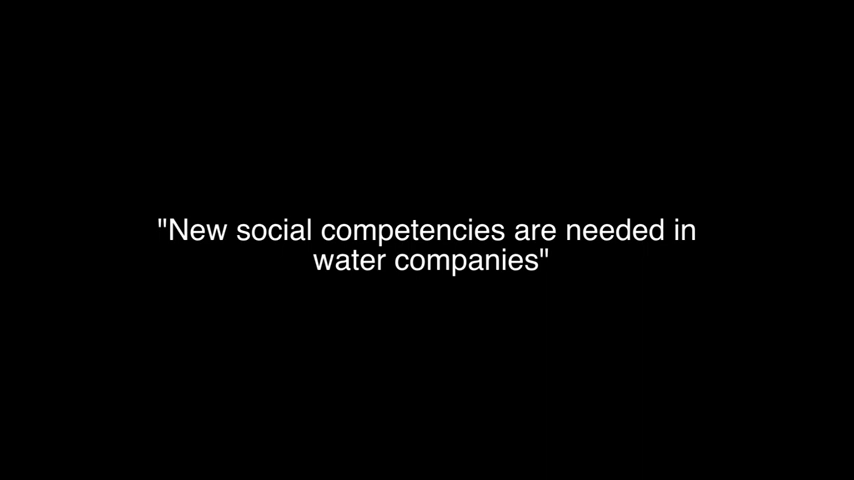 "New social competencies are needed in
water companies"